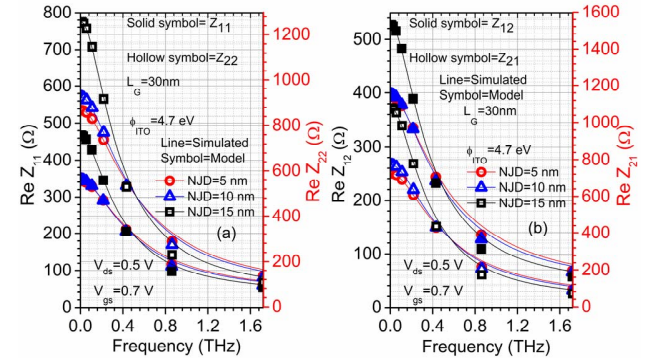 Solid symbol=Z11
Hollow symbol=Z22
LG=30nm
ϕITO=4.7 eV
Line=Simulated
Symbol=Model
NJD=5 nm
NJD=10 nm
NJD=15 nm
(a)
Vds=0.5 V
Vgs=0.7 V
Re Z11 (Ω)
800
700
600
500
400
300
200
100
0
Re Z22 (Ω)
1200
1000
800
600
400
200
0
0.0 0.4 0.8 1.2 1.6
Frequency (THz)
Solid symbol=Z12
Hollow symbol=Z21
Line=Simulated
Symbol=Model
LG=30nm
ϕITO=4.7 eV
NJD=5 nm
NJD=10 nm
NJD=15 nm
(b)
Vds=0.5 V
Vgs=0.7 V
Re Z12 (Ω)
500
400
300
200
100
0
Re Z21 (Ω)
1600
1400
1200
1000
800
600
400
200
0
0.0 0.4 0.8 1.2 1.6
Frequency (THz)